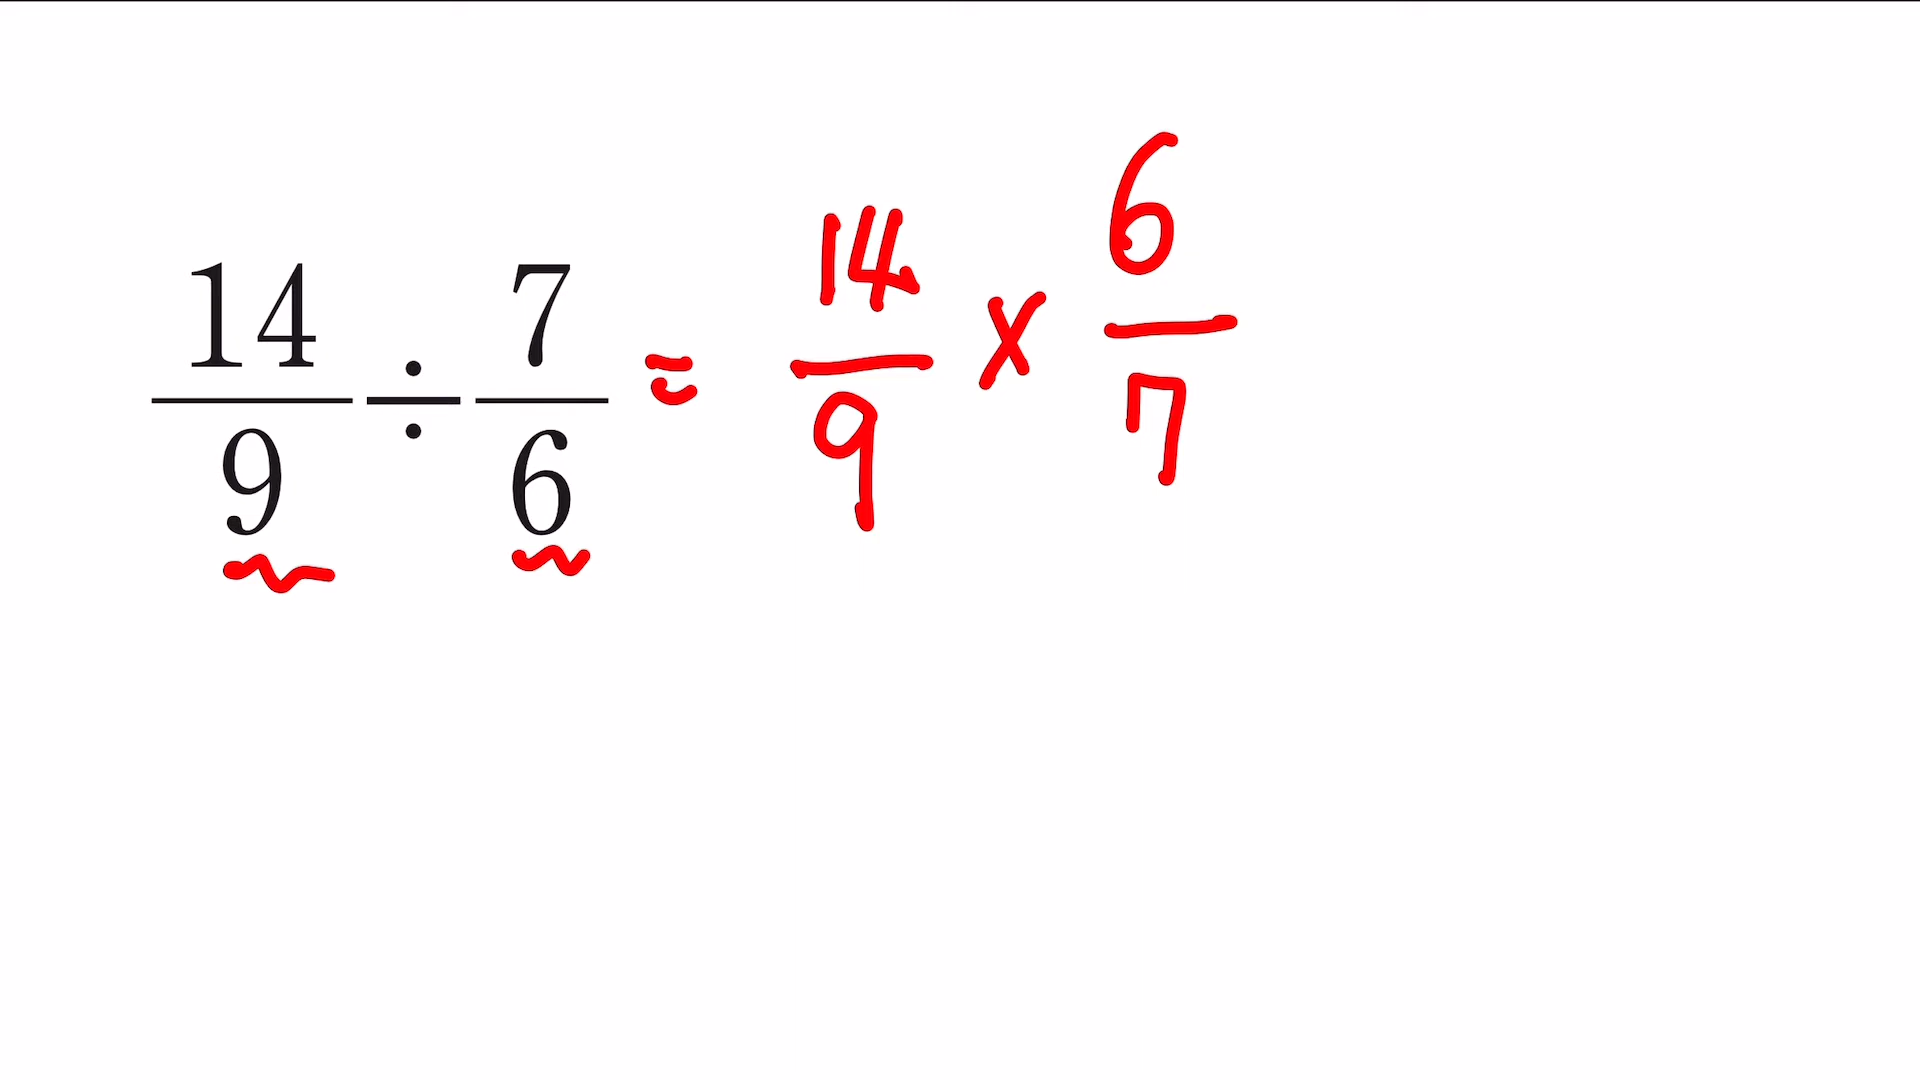 14/9 ÷ 7/6 = 14/9 × 6/7